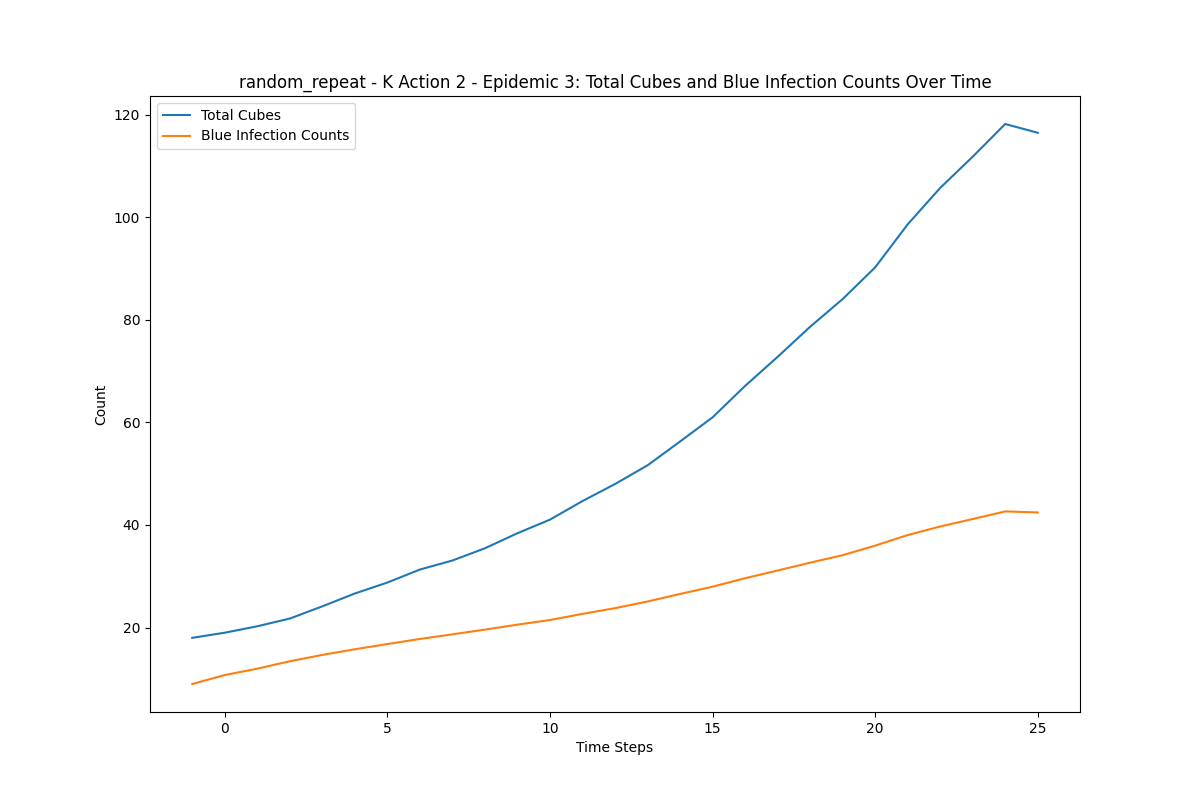 random_repeat - K Action 2 - Epidemic 3: Total Cubes and Blue Infection Counts Over Time
Total Cubes
Blue Infection Counts
120
100
80
60
40
20
Count
0 5 10 15 20 25
Time Steps